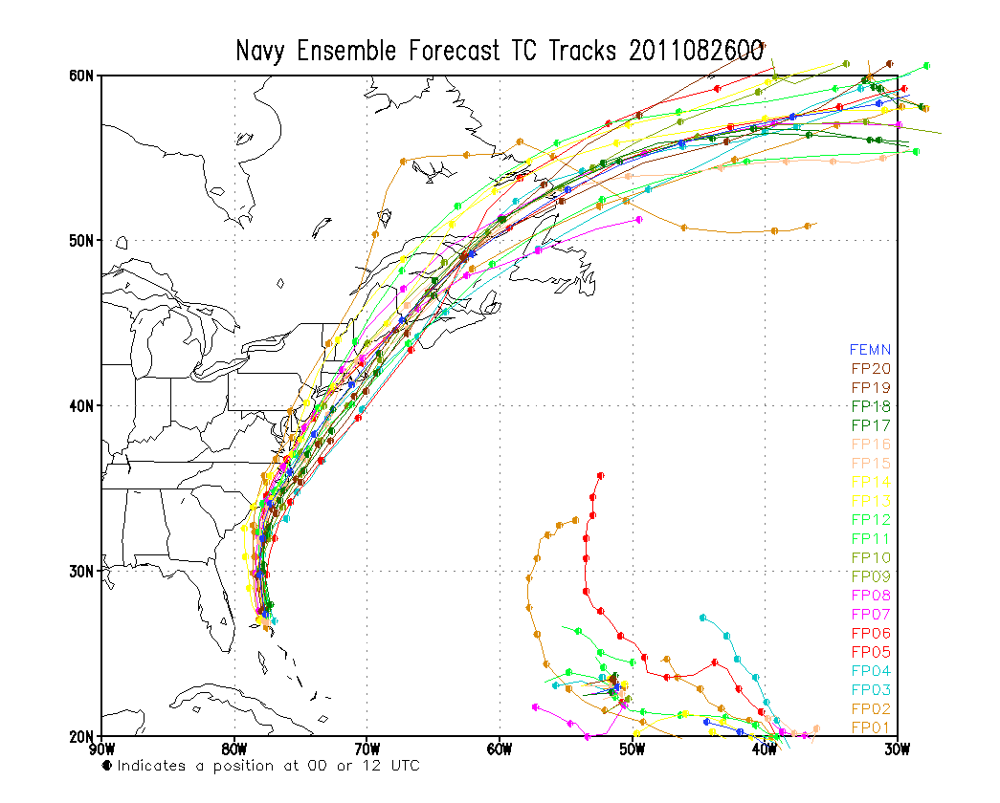 Navy Ensemble Forecast TC Tracks 2011082600
60N
50N
FEMN
FP20
FP19
40N
FP18
FP17
FP16
FP15
FP14
FP13
FP12
FP11
FP10
30N
FP09
FP08
FP07
FP06
FP05
FP04
FP03
FP02
FP01
20N
90W 80W 70W 60W 50W 40W 30W
Indicates a position at 00 or 12 UTC